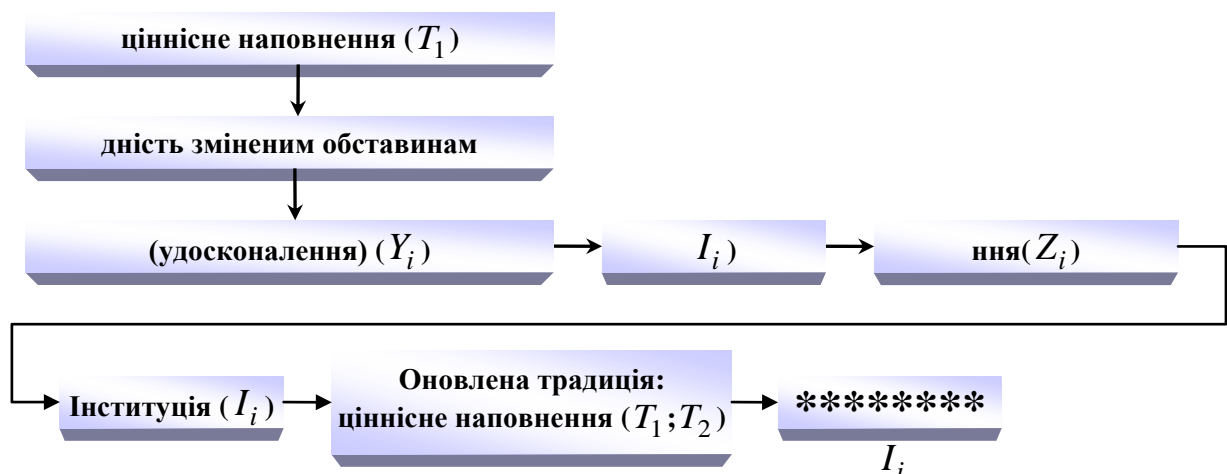 ціннісне наповнення (T₁)
дність зміненим обставинам
(удосконалення) (Yᵢ)
Iᵢ)
ння(Zᵢ)
Інституція (Iᵢ)
Оновлена традиція:
ціннісне наповнення (T₁;T₂)
********
Iᵢ